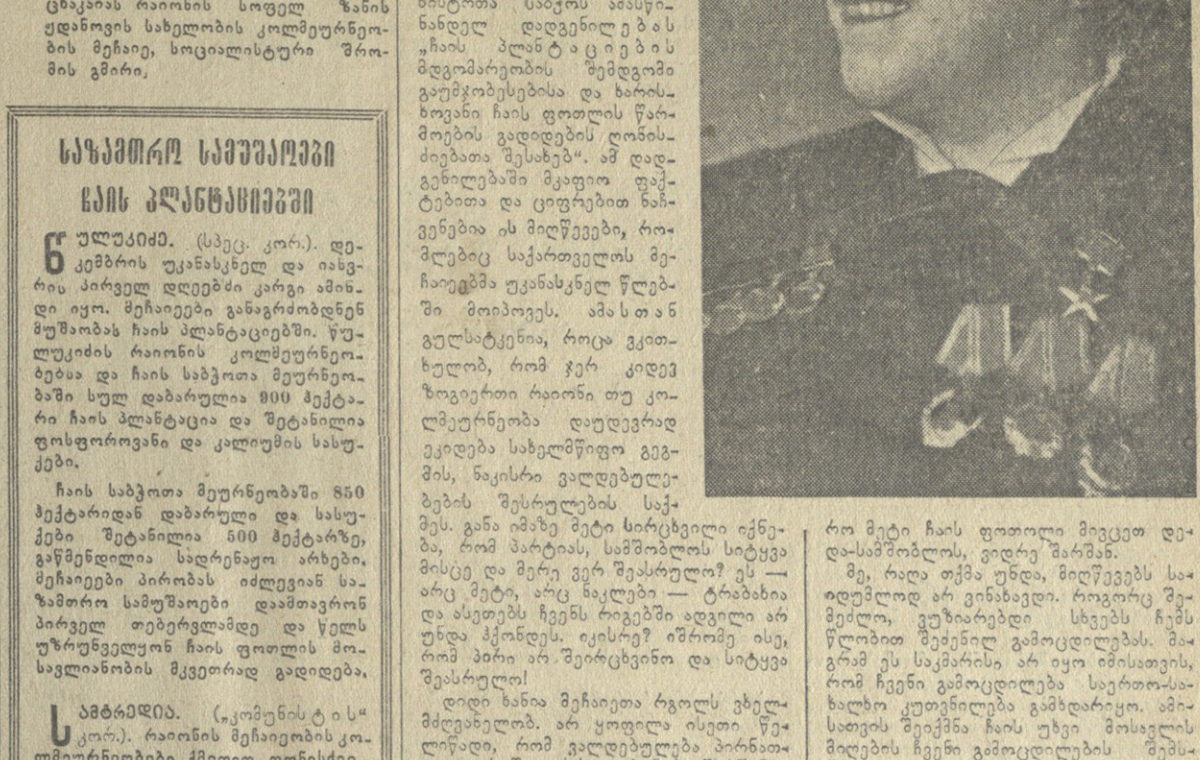 ცხაკაიას რაიონის სოფელ ზანის
ჟდანოვის სახელობის კოლმეურნეო-
ბის მეჩაიე, სოციალისტური შრო-
მის გმირი,
საზამთრო სამუშაოები
ჩაის პლანტაციებში
წულუკიძე. (სპეც. კორ.). დე-
კემბრის უკანასკნელ და იანვ-
რის პირველ დღეებში კარგი ამინ-
დი იყო. მეჩაიეები განაგრძობდნენ
მუშაობას ჩაის პლანტაციებში. წუ-
ლუკიძის რაიონის კოლმეურნეო-
ბებსა და ჩაის საბჭოთა მეურნეო-
ბაში სულ დაბარულია 900 ჰექტა-
რი ჩაის პლანტაცია და შეტანილია
ფოსფოროვანი და კალიუმის სასუ-
ქები.
ჩაის საბჭოთა მეურნეობაში 850
ჰექტარიდან დაბარული და სასუ-
ქები შეტანილია 500 ჰექტარზე,
გაწმენდილია სადრენაჟო არხები.
მეჩაიეები პირობას იძლევიან სა-
ზამთრო სამუშაოები დაამთავრონ
პირველ თებერვლამდე და წელს
უზრუნველყონ ჩაის ფოთლის მო-
სავლიანობის მკვეთრად გადიდება.
სამტრედია. („კომუნისტის“
კორ.). რაიონის მეჩაიეობის კო-
ნანდელ დადგენილებას
„ჩაის პლანტაციების
მდგომარეობის შემდგომი
გაუმჯობესებისა და ხარის-
ხოვანი ჩაის ფოთლის წარ-
მოების გადიდების ღონის-
ძიებათა შესახებ“. ამ დად-
გენილებაში მკაფიო ფაქ-
ტებითა და ციფრებით ნაჩ-
ვენებია ის მიღწევები, რო-
მლებიც საქართველოს მე-
ჩაიეებმა უკანასკნელ წლებ-
ში მოიპოვეს. ამასთან
გულსატკენია, როცა ვკით-
ხულობ, რომ ჯერ კიდევ
ზოგიერთი რაიონი თუ კო-
ლმეურნეობა დაუდევრად
ეკიდება სახელმწიფო გეგ-
მის, ნაკისრი ვალდებულე-
ბების შესრულების საქ-
მეს. განა იმაზე მეტი სირცხვილი იქნე-
ბა, რომ პარტიას, სამშობლოს სიტყვა
მისცე და მერე ვერ შეასრულო? ეს —
არც მეტი, არც ნაკლები — ტრაბახია
და ასეთებს ჩვენს რიგებში ადგილი არ
უნდა ჰქონდეს. იკისრე? იშრომე ისე,
რომ პირი არ შეირცხვინო და სიტყვა
შეასრულო!
დიდი ხანია მეჩაიეთა რგოლს ვხელ-
მძღვანელობ. არ ყოფილა ისეთი წე-
ლიწადი, რომ ვალდებულება პირნათ-
რო მეტი ჩაის ფოთოლი მივცეთ დე-
და-სამშობლოს, ვიდრე შარშან.
მე, რაღა თქმა უნდა, მიღწევებს სა-
იდუმლოდ არ ვინახავდი. როგორც შე-
მეძლო, ვუზიარებდი სხვებს ჩემს
წლობით შეძენილ გამოცდილებას. მა-
გრამ ეს საკმარისი არ იყო იმისათვის,
რომ ჩვენი გამოცდილება საერთო-სა-
ხალხო კუთვნილება გამხდარიყო. ამი-
სათვის შეიქმნა ჩაის უხვი მოსავლის
მიღების ჩვენი გამოცდილების შემს-